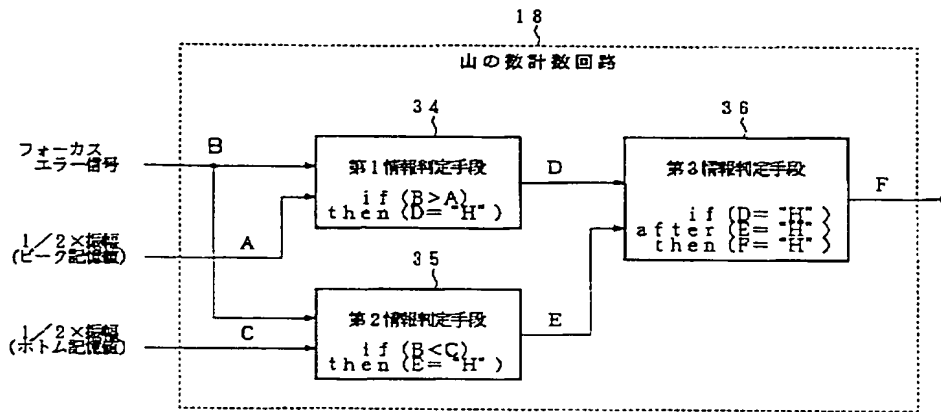 18
山の数計数回路
34
36
フォーカス
エラー信号
B
第1情報判定手段
if (B>A)
then (D="H")
D
第3情報判定手段
if (D="H")
after (E="H")
then (F="H")
F
1/2×振幅
(ピーク記憶値)
A
35
第2情報判定手段
if (B<C)
then (E="H")
E
1/2×振幅
(ボトム記憶値)
C